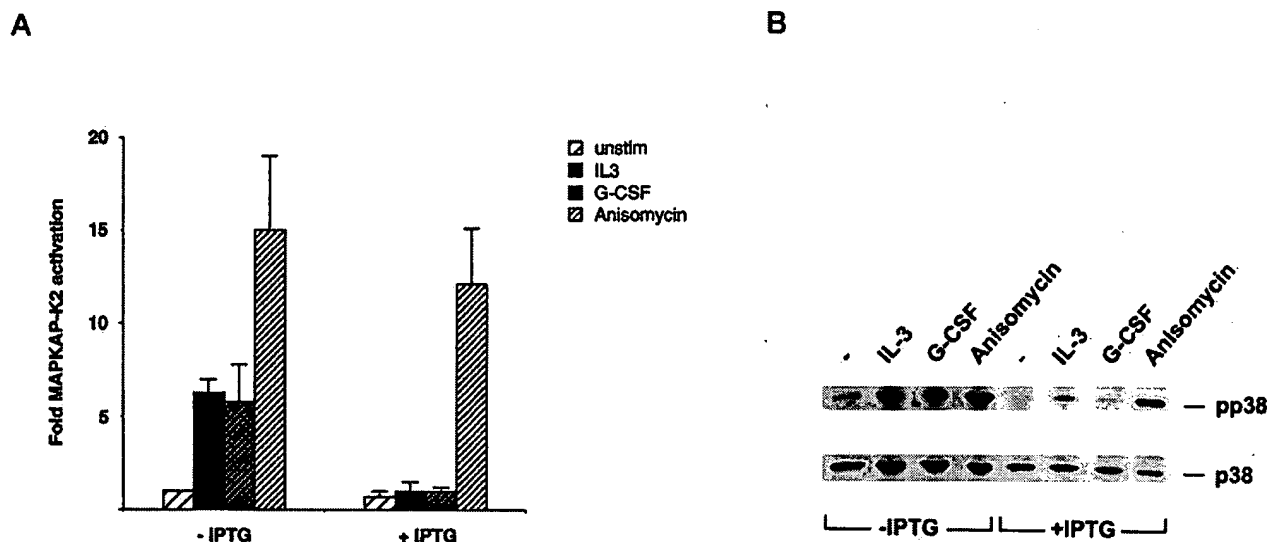 A
20
15
10
5
Fold MAPKAP-K2 activation
- IPTG
+ IPTG
unstim
IL3
G-CSF
Anisomycin
B
- IL-3 G-CSF Anisomycin - IL-3 G-CSF Anisomycin
— pp38
— p38
-IPTG +IPTG